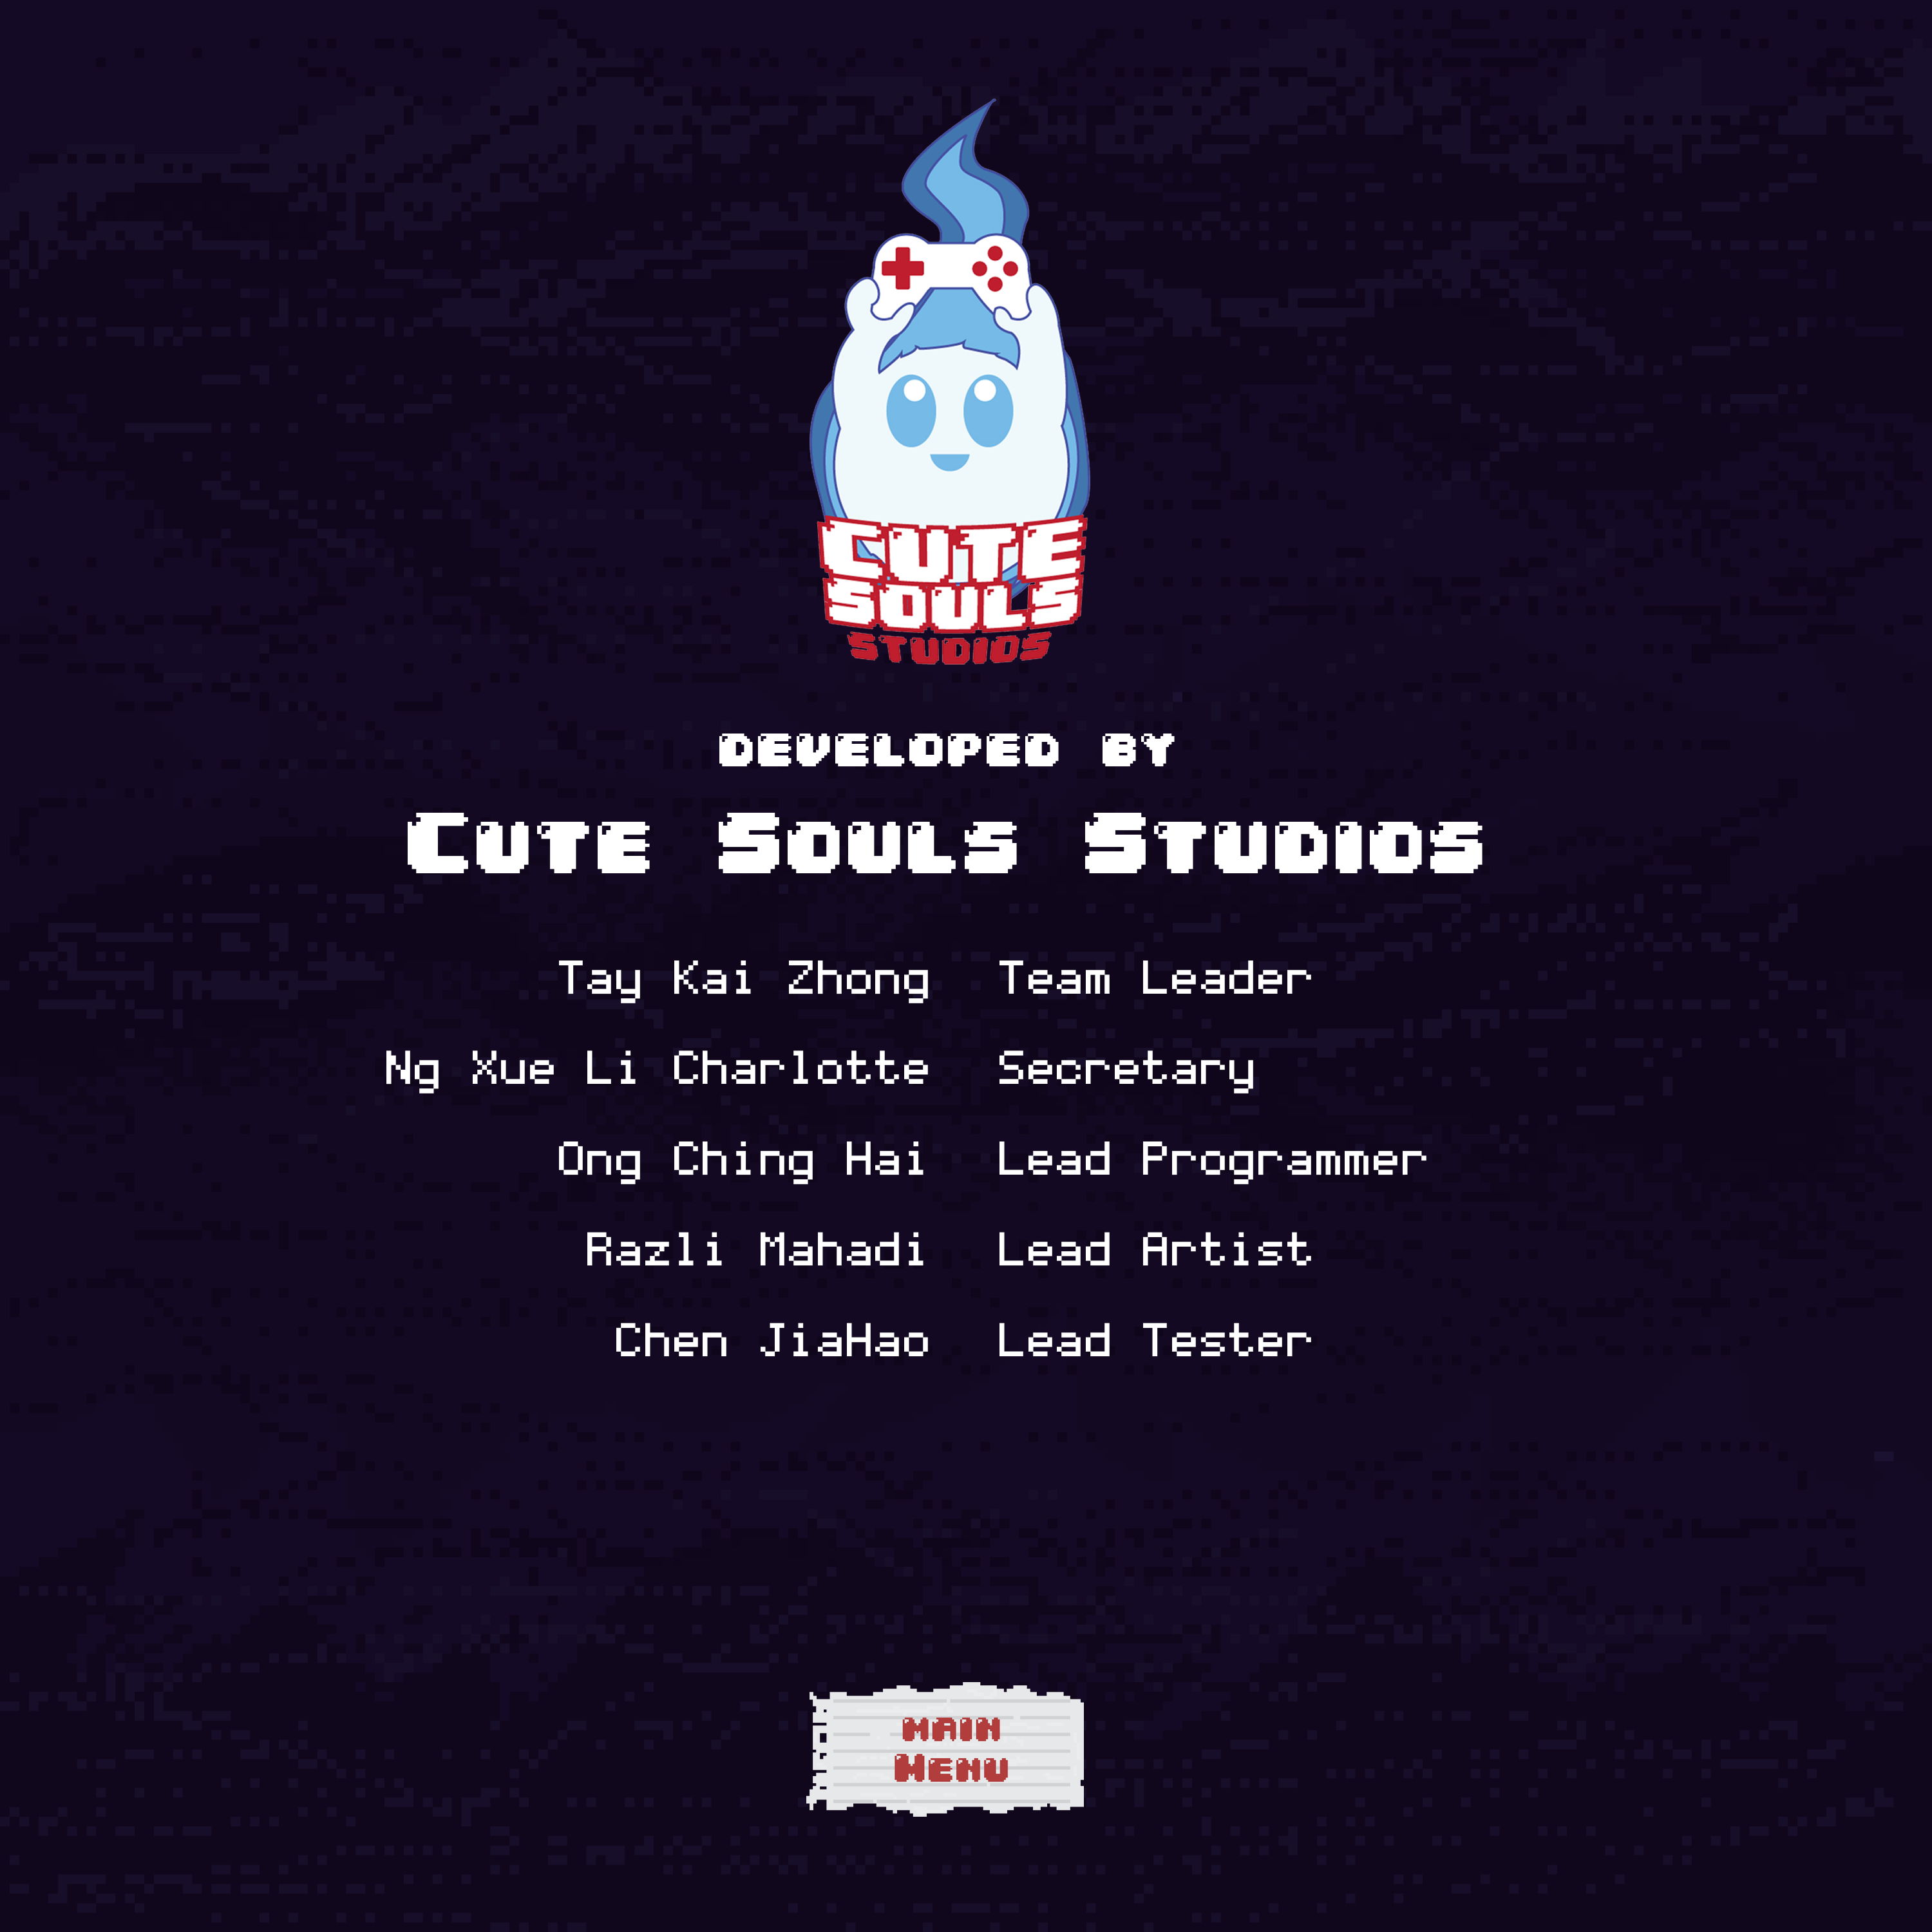 CUTE
SOULS
STUDIOS
DEVELOPED BY
CUTE SOULS STUDIOS
Tay Kai Zhong Team Leader
Ng Xue Li Charlotte Secretary
Ong Ching Hai Lead Programmer
Razli Mahadi Lead Artist
Chen JiaHao Lead Tester
MAIN
MENU